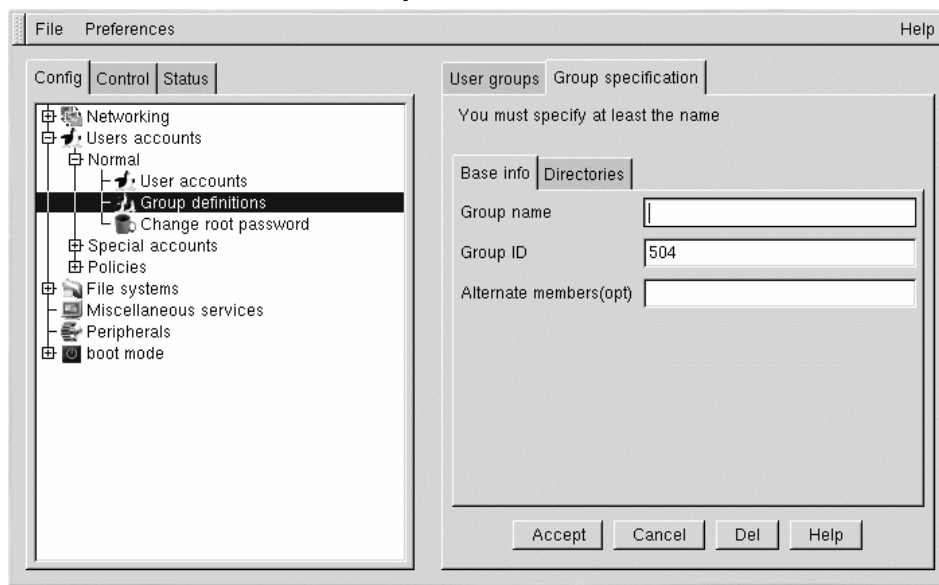 File Preferences Help
Config Control Status
Networking
Users accounts
Normal
User accounts
Group definitions
Change root password
Special accounts
Policies
File systems
Miscellaneous services
Peripherals
boot mode
User groups Group specification
You must specify at least the name
Base info Directories
Group name
Group ID 504
Alternate members(opt)
Accept Cancel Del Help